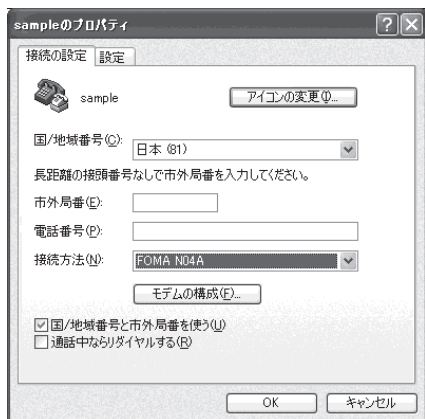 sampleのプロパティ
接続の設定 設定
sample
アイコンの変更(I)...
国/地域番号(C):
日本 (81)
長距離の接頭番号なしで市外局番を入力してください。
市外局番(E):
電話番号(P):
接続方法(N):
FOMA N04A
モデムの構成(F)...
国/地域番号と市外局番を使う(U)
通話中ならリダイヤルする(R)
OK キャンセル